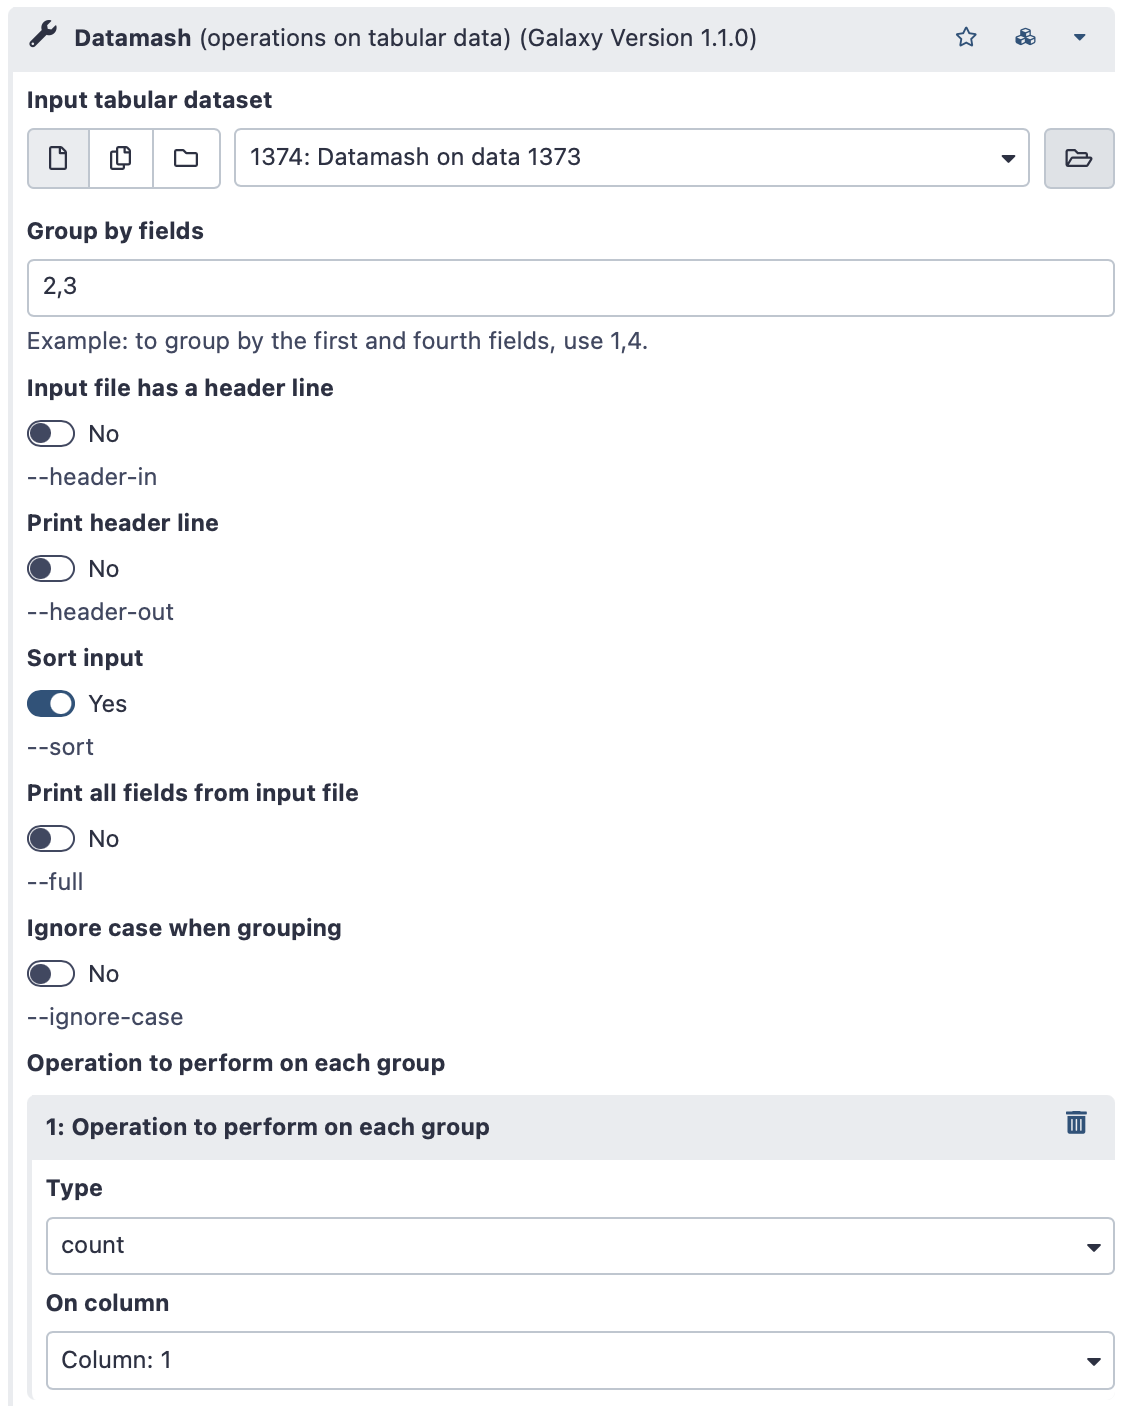 Datamash (operations on tabular data) (Galaxy Version 1.1.0)
Input tabular dataset
1374: Datamash on data 1373
Group by fields
2,3
Example: to group by the first and fourth fields, use 1,4.
Input file has a header line
No
--header-in
Print header line
No
--header-out
Sort input
Yes
--sort
Print all fields from input file
No
--full
Ignore case when grouping
No
--ignore-case
Operation to perform on each group
1: Operation to perform on each group
Type
count
On column
Column: 1